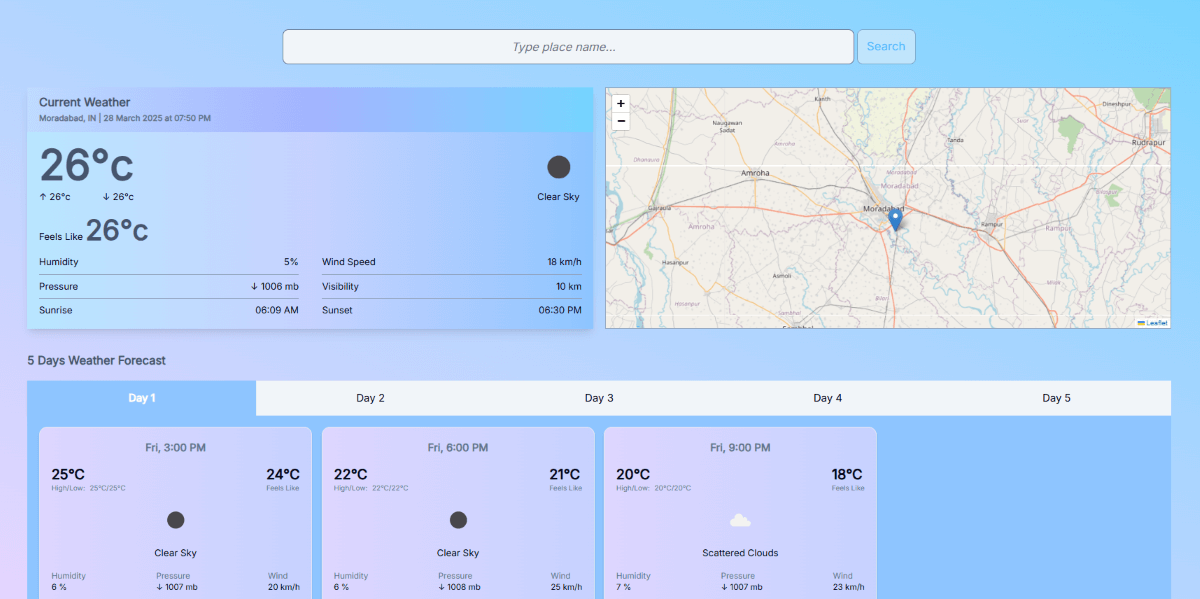 Type place name...
Search
Current Weather
Moradabad, IN | 28 March 2025 at 07:50 PM
26°c
↑ 26°c ↓ 26°c
Clear Sky
Feels Like 26°c
Humidity 5% Wind Speed 18 km/h
Pressure ↓ 1006 mb Visibility 10 km
Sunrise 06:09 AM Sunset 06:30 PM
+
−
Kanth
Dineshpur
Naugawan
Sadat
Tanda
Rudrapur
Amroha
Dhanaura
Amroha
Moradabad
Moradabad
Moradabad
Gajraula
Amroha
Rampur
Rampur
Hasanpur
Asmoli
Bilari
Milak
Hasanpur
Sambhal
Leaflet
5 Days Weather Forecast
Day 1 Day 2 Day 3 Day 4 Day 5
Fri, 3:00 PM
25°C 24°C
High/Low: 25°C/25°C Feels Like
Clear Sky
Humidity Pressure Wind
6 % ↓ 1007 mb 20 km/h
Fri, 6:00 PM
22°C 21°C
High/Low: 22°C/22°C Feels Like
Clear Sky
Humidity Pressure Wind
6 % ↓ 1008 mb 25 km/h
Fri, 9:00 PM
20°C 18°C
High/Low: 20°C/20°C Feels Like
Scattered Clouds
Humidity Pressure Wind
7 % ↓ 1007 mb 23 km/h